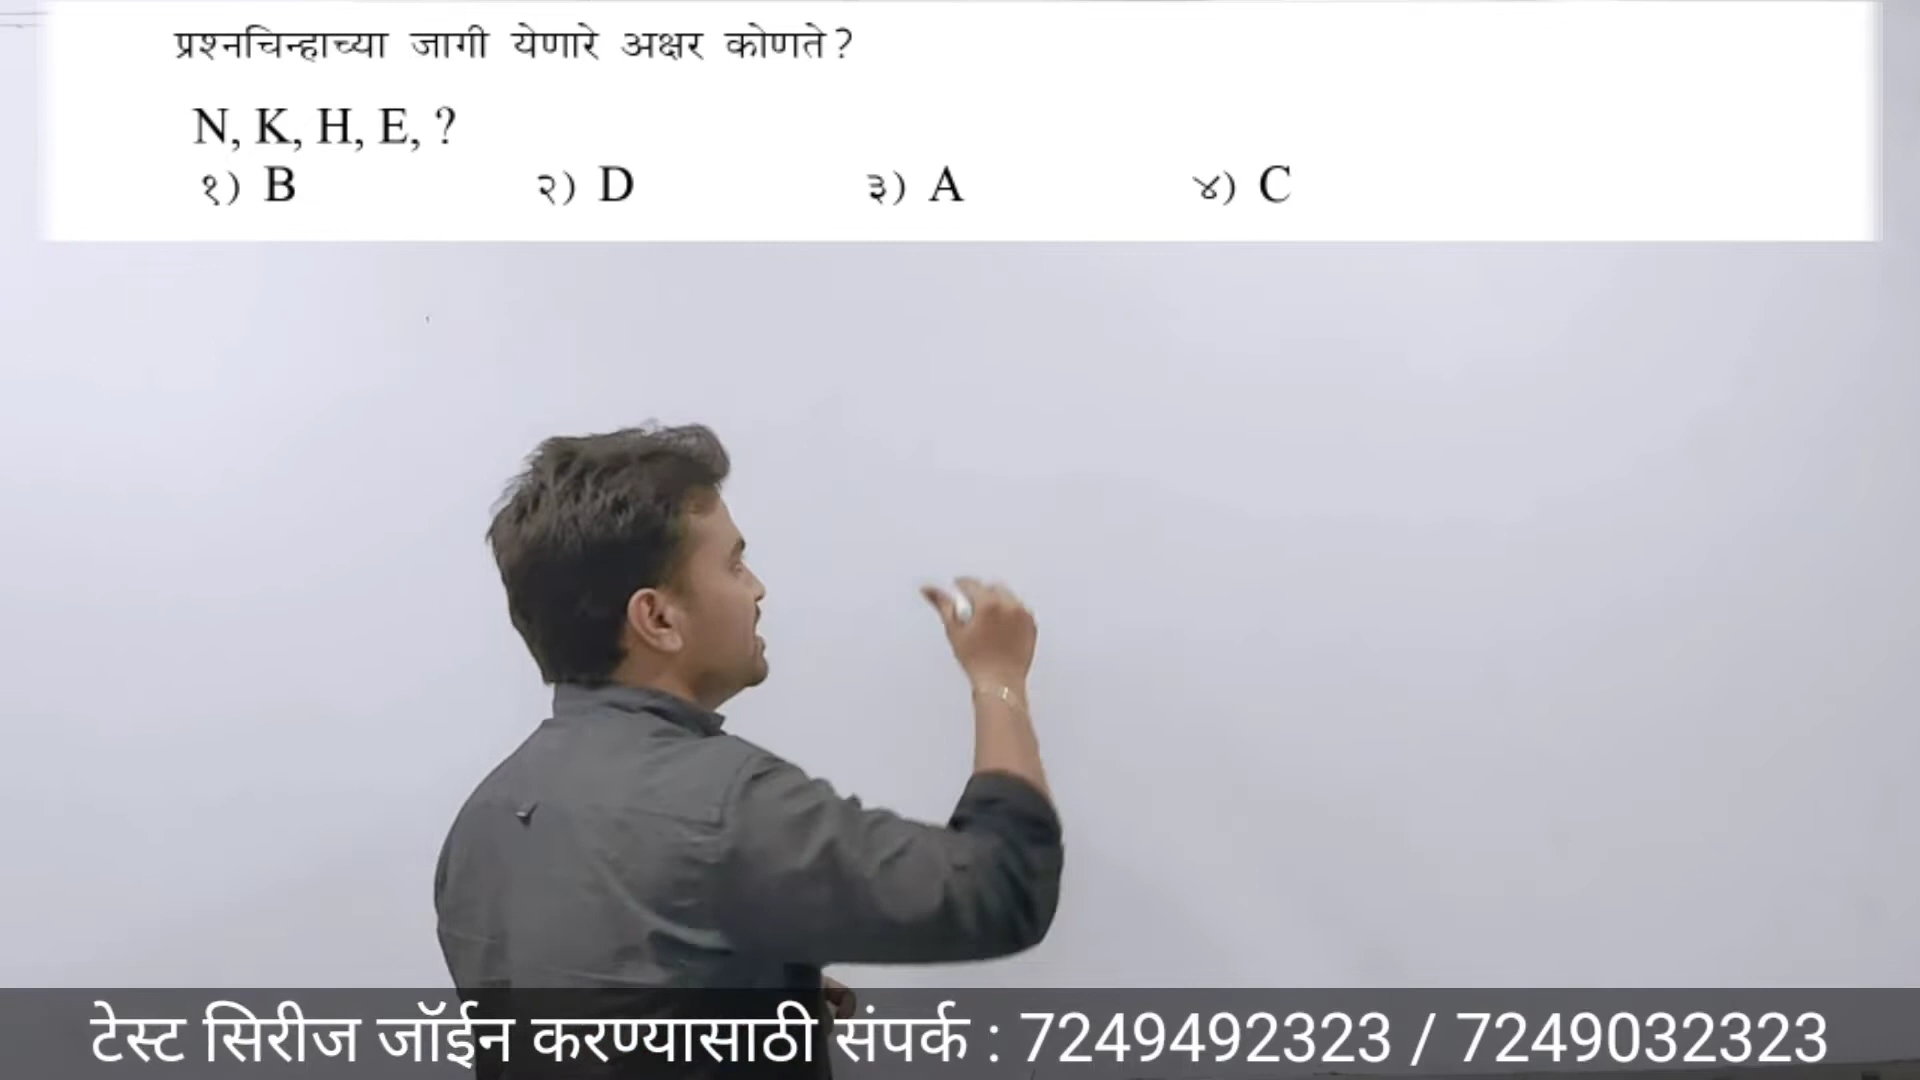 प्रश्नचिन्हाच्या जागी येणारे अक्षर कोणते?
N, K, H, E, ?
१) B २) D ३) A ४) C
टेस्ट सिरीज जॉईन करण्यासाठी संपर्क : 7249492323 / 7249032323